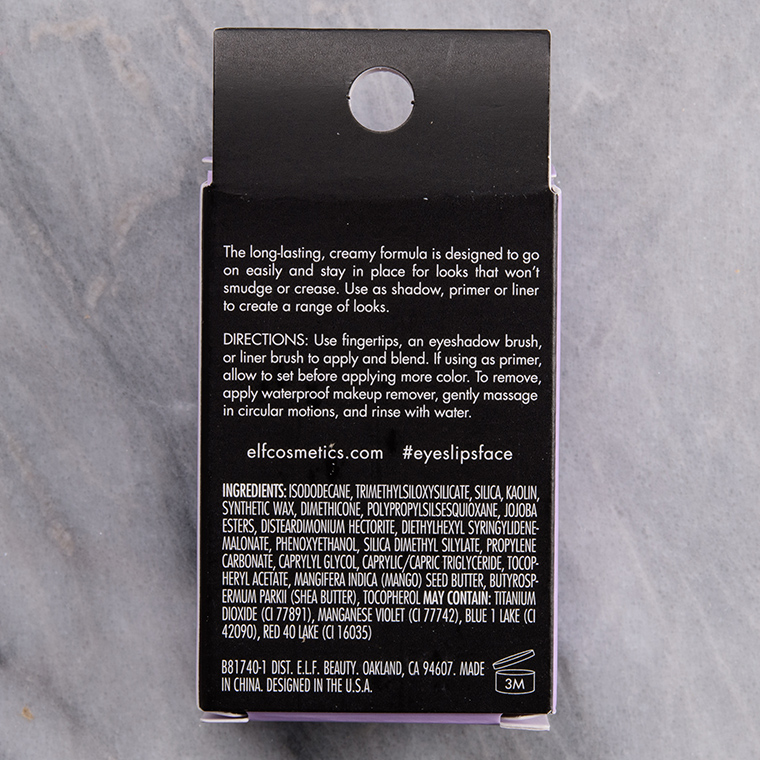 The long-lasting, creamy formula is designed to go
on easily and stay in place for looks that won't
smudge or crease. Use as shadow, primer or liner
to create a range of looks.
DIRECTIONS: Use fingertips, an eyeshadow brush,
or liner brush to apply and blend. If using as primer,
allow to set before applying more color. To remove,
apply waterproof makeup remover, gently massage
in circular motions, and rinse with water.
elfcosmetics.com #eyeslipsface
INGREDIENTS: ISODODECANE, TRIMETHYLSILOXYSILICATE, SILICA, KAOLIN,
SYNTHETIC WAX, DIMETHICONE, POLYPROPYLSILSESQUIOXANE, JOJOBA
ESTERS, DISTEARDIMONIUM HECTORITE, DIETHYLHEXYL SYRINGYLIDENE-
MALONATE, PHENOXYETHANOL, SILICA DIMETHYL SILYLATE, PROPYLENE
CARBONATE, CAPRYLYL GLYCOL, CAPRYLIC/CAPRIC TRIGLYCERIDE, TOCOP-
HERYL ACETATE, MANGIFERA INDICA (MANGO) SEED BUTTER, BUTYROSP-
ERMUM PARKII (SHEA BUTTER), TOCOPHEROL MAY CONTAIN: TITANIUM
DIOXIDE (CI 77891), MANGANESE VIOLET (CI 77742), BLUE 1 LAKE (CI
42090), RED 40 LAKE (CI 16035)
B81740-1 DIST. E.L.F. BEAUTY. OAKLAND, CA 94607. MADE
IN CHINA. DESIGNED IN THE U.S.A.
3M